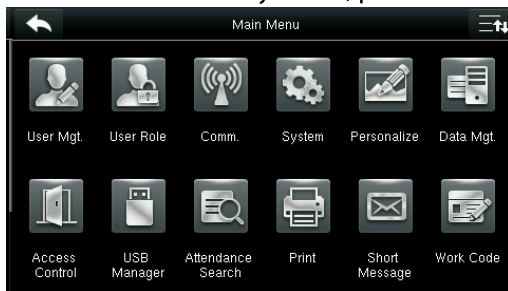 Main Menu
User Mgt.
User Role
Comm.
System
Personalize
Data Mgt.
Access
Control
USB
Manager
Attendance
Search
Print
Short
Message
Work Code